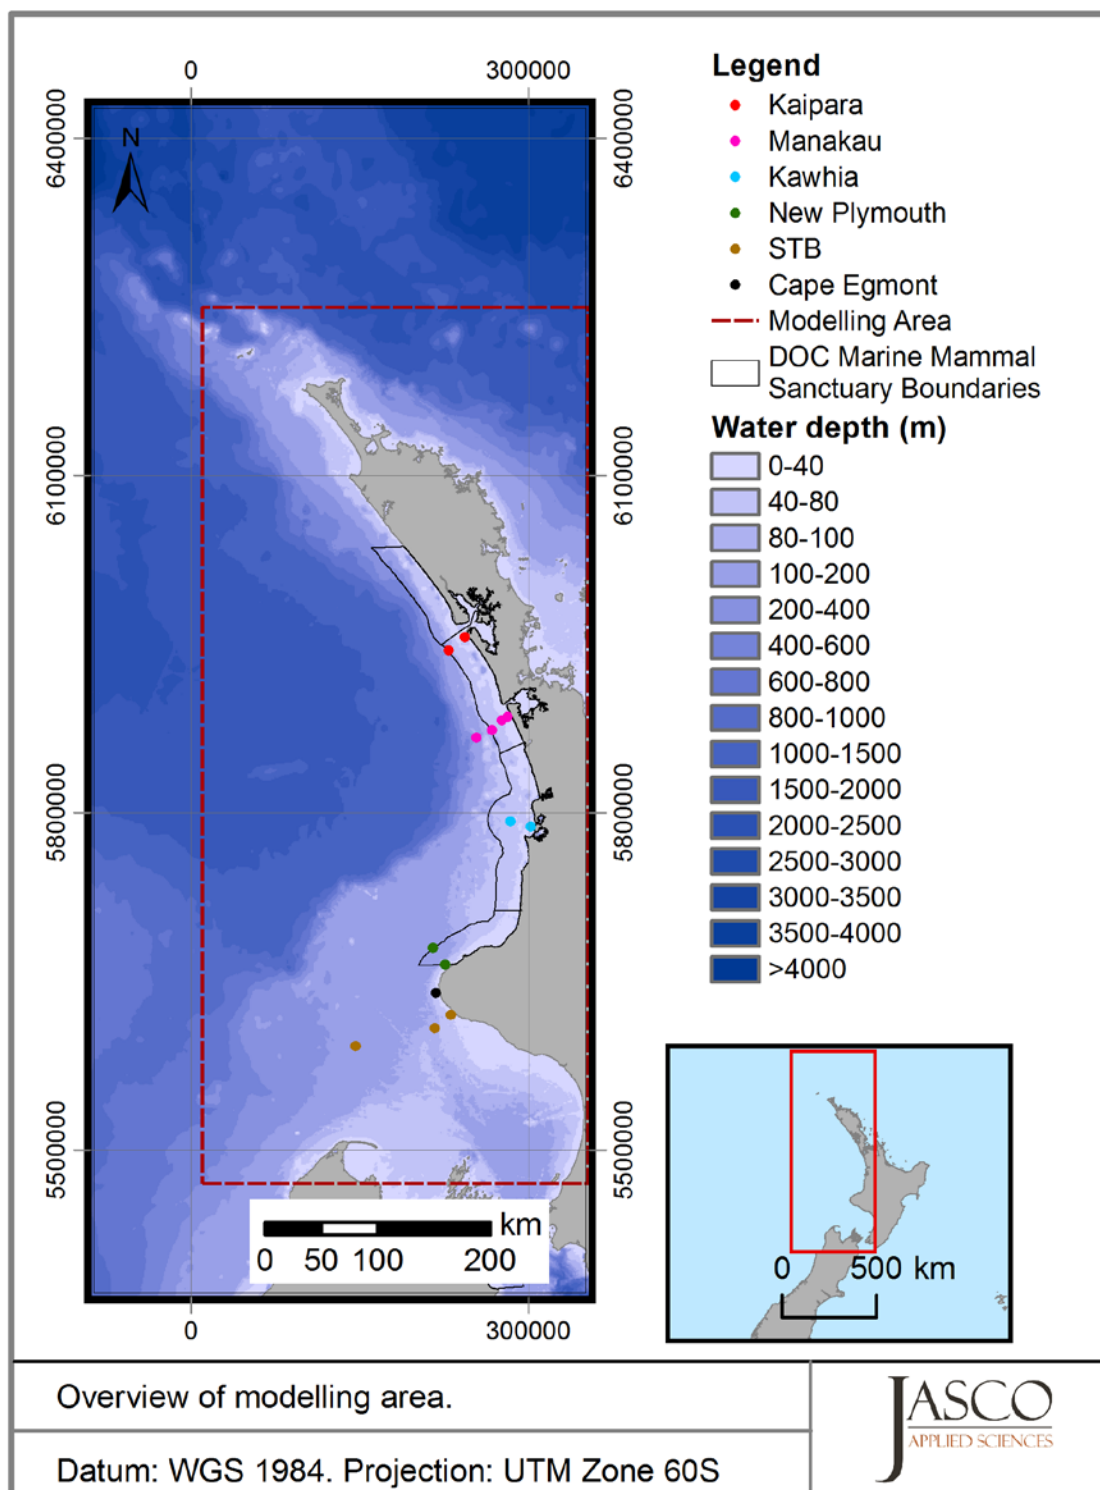 0 300000
Legend
Kaipara
Manakau
Kawhia
New Plymouth
STB
Cape Egmont
Modelling Area
DOC Marine Mammal
Sanctuary Boundaries
Water depth (m)
0-40
40-80
80-100
100-200
200-400
400-600
600-800
800-1000
1000-1500
1500-2000
2000-2500
2500-3000
3000-3500
3500-4000
>4000
N
6400000 6400000
6100000 6100000
5800000 5800000
5500000 5500000
km
0 50 100 200
0 300000
0 500 km
Overview of modelling area.
Datum: WGS 1984. Projection: UTM Zone 60S
JASCO
APPLIED SCIENCES